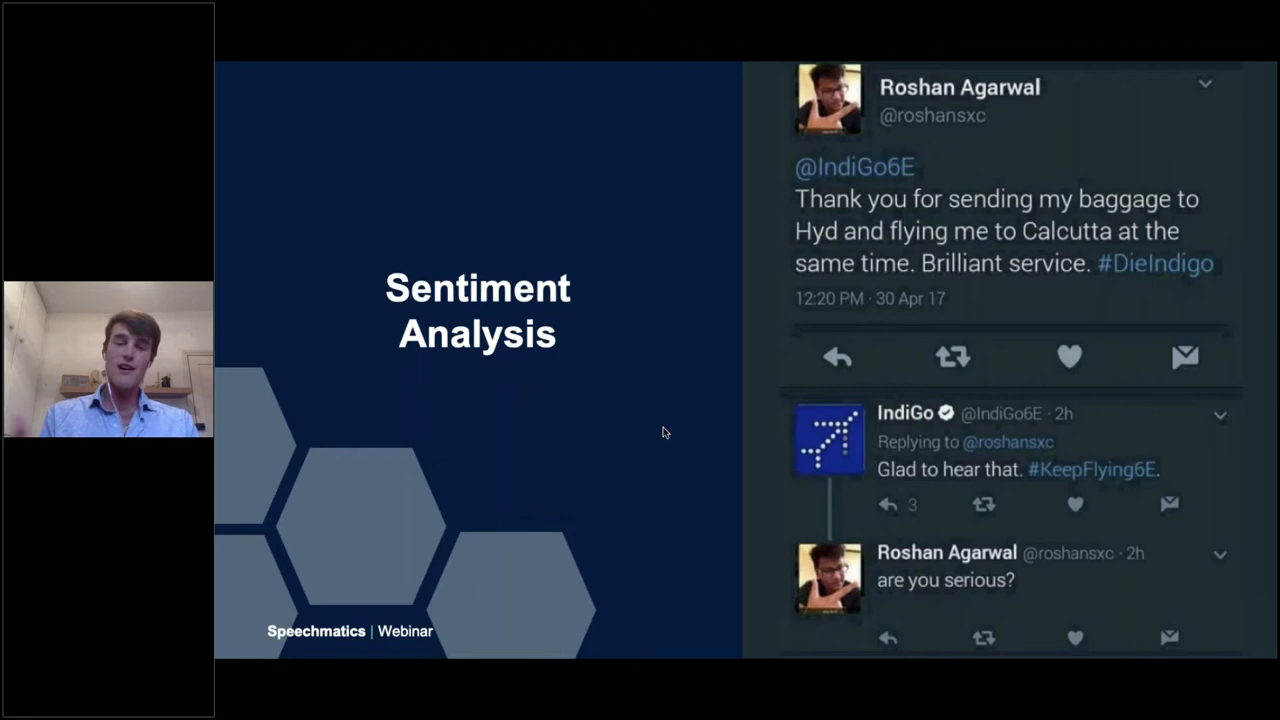 Sentiment
Analysis
Speechmatics | Webinar
Roshan Agarwal
@roshansxc
@IndiGo6E
Thank you for sending my baggage to
Hyd and flying me to Calcutta at the
same time. Brilliant service. #DieIndigo
12:20 PM · 30 Apr 17
IndiGo @IndiGo6E · 2h
Replying to @roshansxc
Glad to hear that. #KeepFlying6E.
3
Roshan Agarwal @roshansxc · 2h
are you serious?